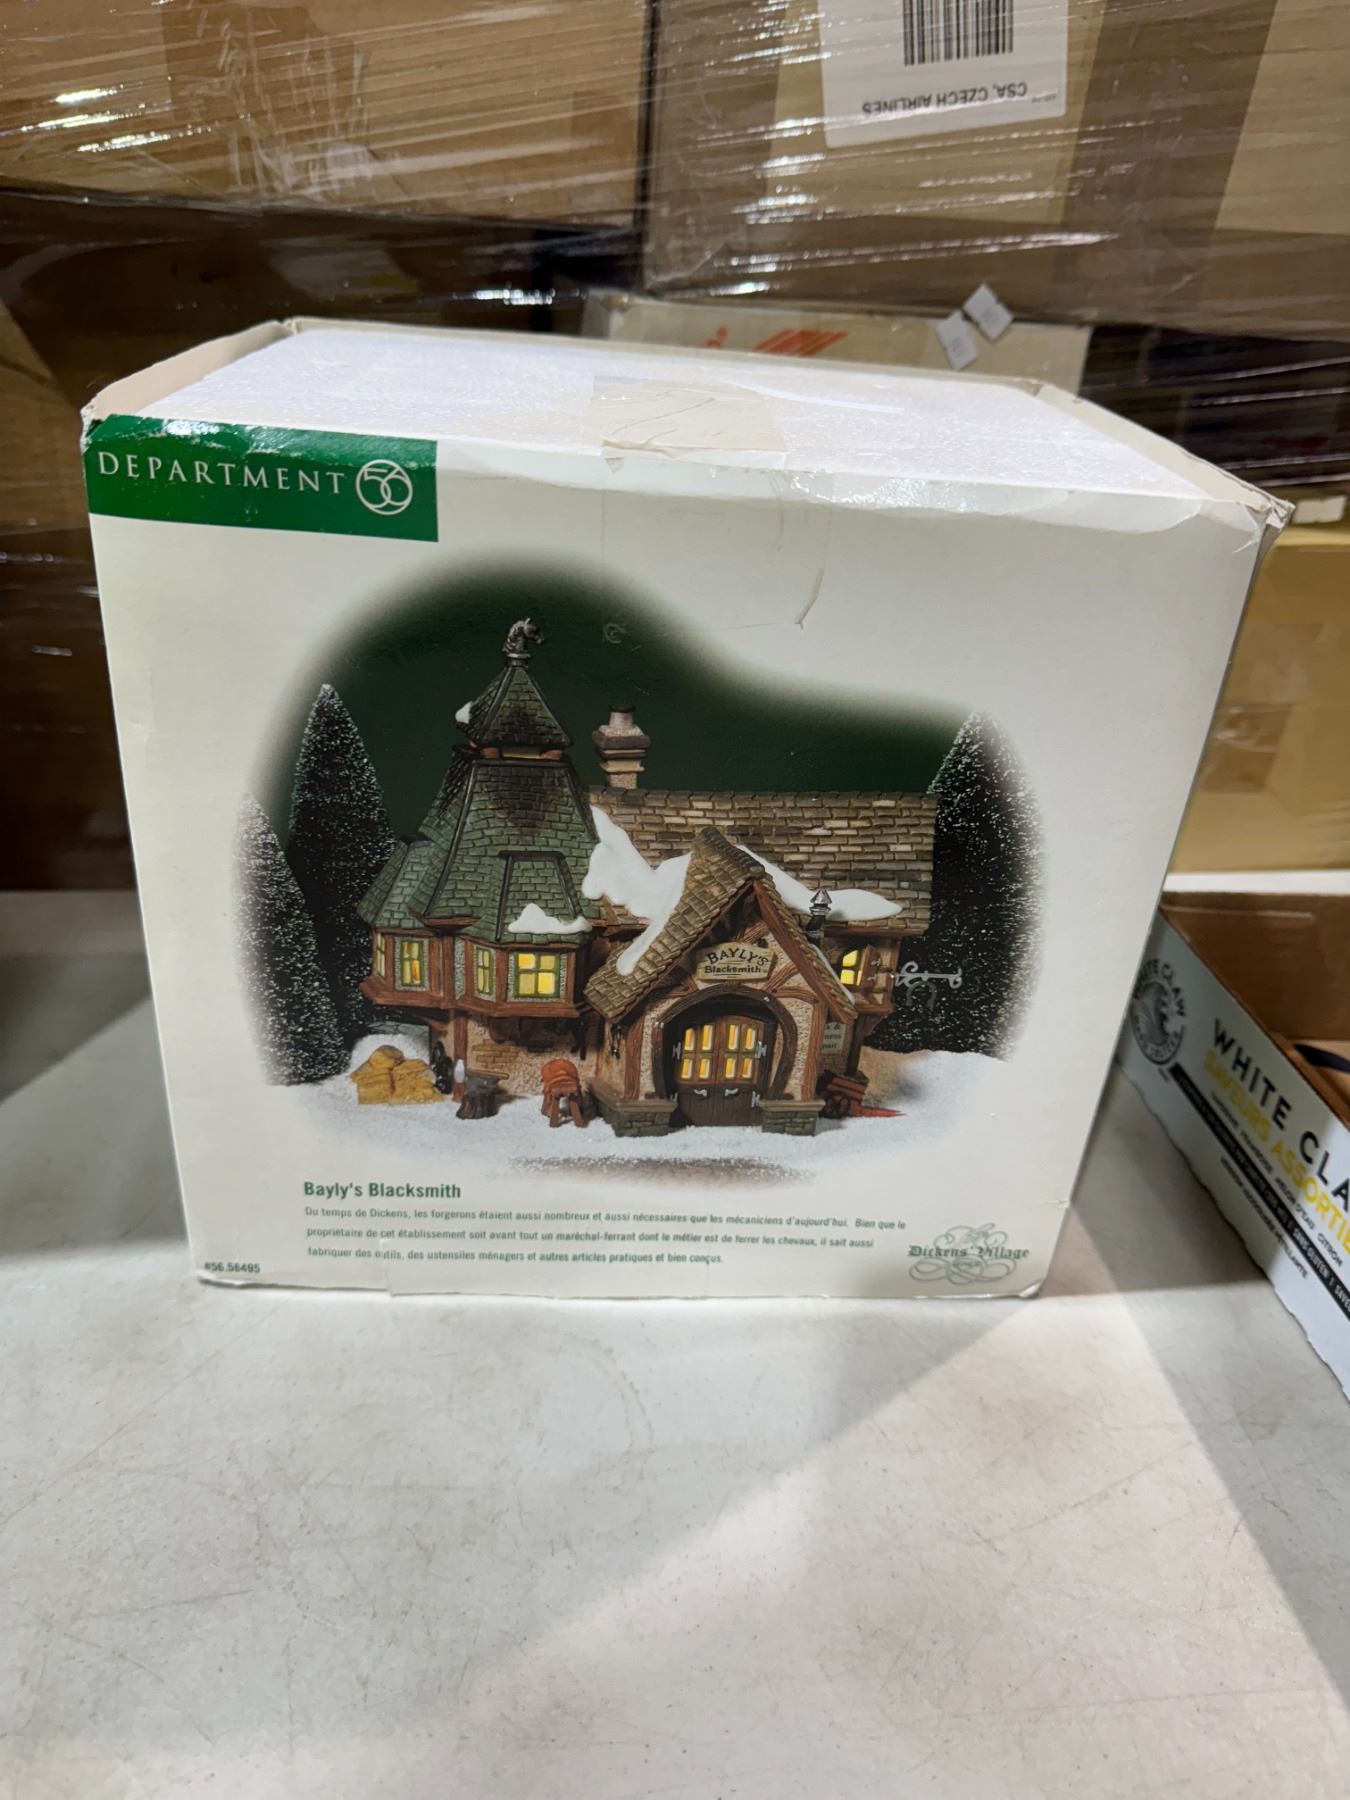 CSA, CZECH AIRLINES
DEPARTMENT 56
BAYLY'S
Blacksmith
Bayly's Blacksmith
Du temps de Dickens, les forgerons étaient aussi nombreux et aussi nécessaires que les mécaniciens d'aujourd'hui. Bien que le
propriétaire de cet établissement soit avant tout un maréchal-ferrant dont le métier est de ferrer les chevaux, il sait aussi
fabriquer des outils, des ustensiles ménagers et autres articles pratiques et bien conçus.
#56.58495
Dickens' Village
SERIES
WHITE CLA
SAVEURS ASSORTIE
CITRON